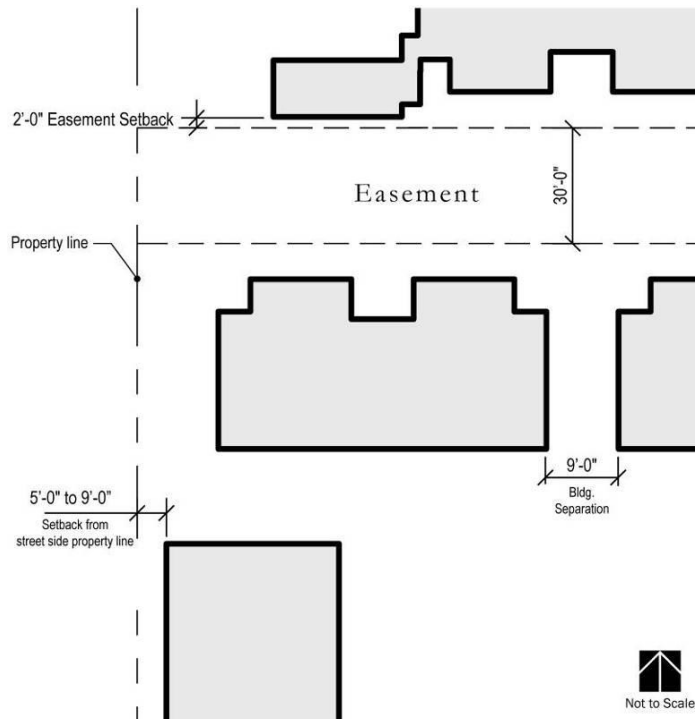 2'-0" Easement Setback
Easement
30'-0"
Property line
9'-0"
Bldg.
Separation
5'-0" to 9'-0"
Setback from
street side property line
Not to Scale